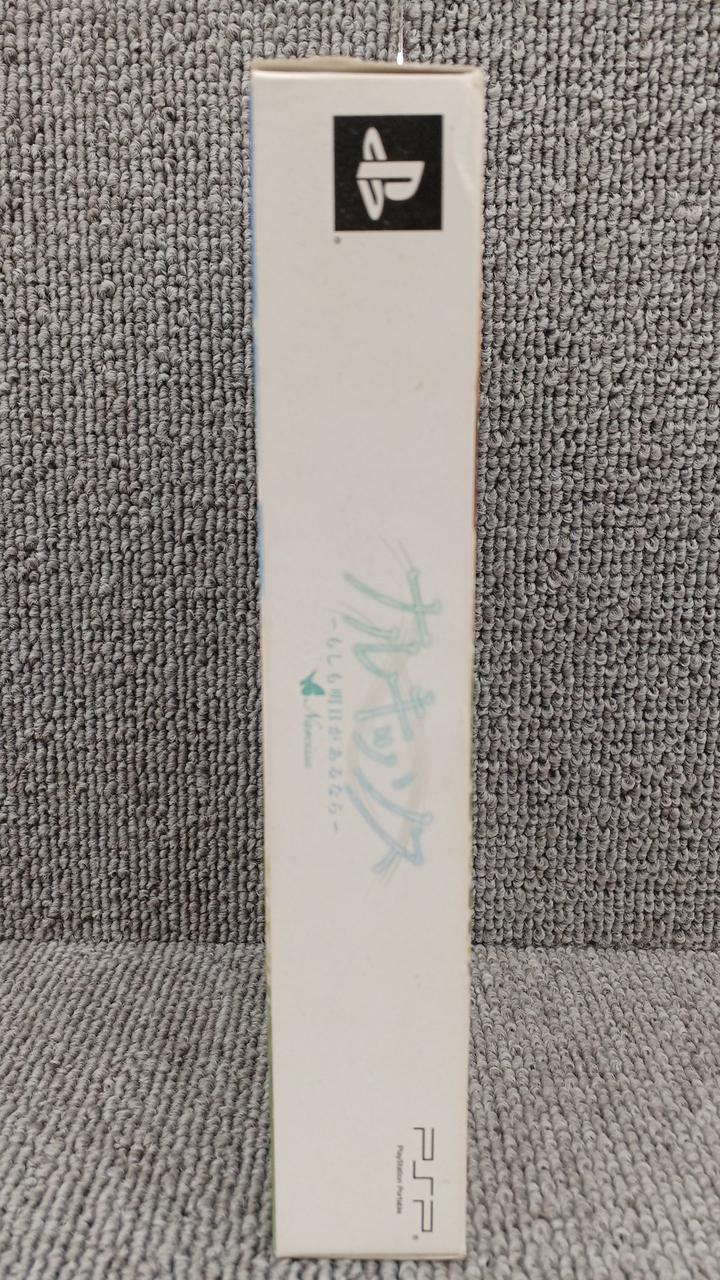 ナルキッソス
－もしも明日があるなら－
Narcissu
PSP®
PlayStation Portable